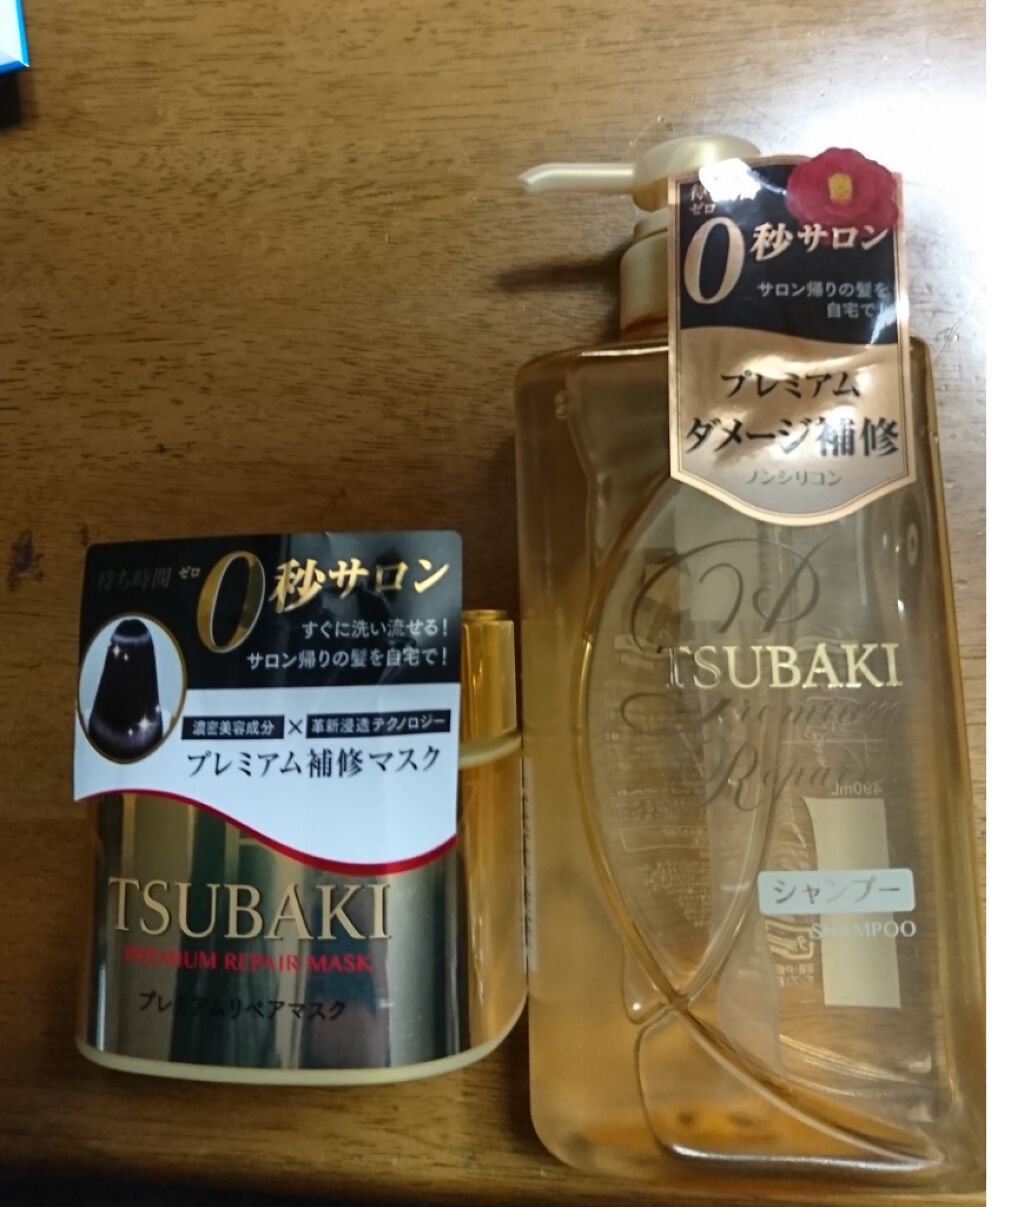 待ち時間 ゼロ 0秒サロン
すぐに洗い流せる!
サロン帰りの髪を自宅で!
濃密美容成分 × 革新浸透テクノロジー
プレミアム補修マスク
TSUBAKI
PREMIUM REPAIR MASK
プレミアムリペアマスク
ゼロ
0秒サロン
サロン帰りの髪を
自宅で!
プレミアム
ダメージ補修
ノンシリコン
TSUBAKI
Premium
Repair
490mL
シャンプー
SHAMPOO